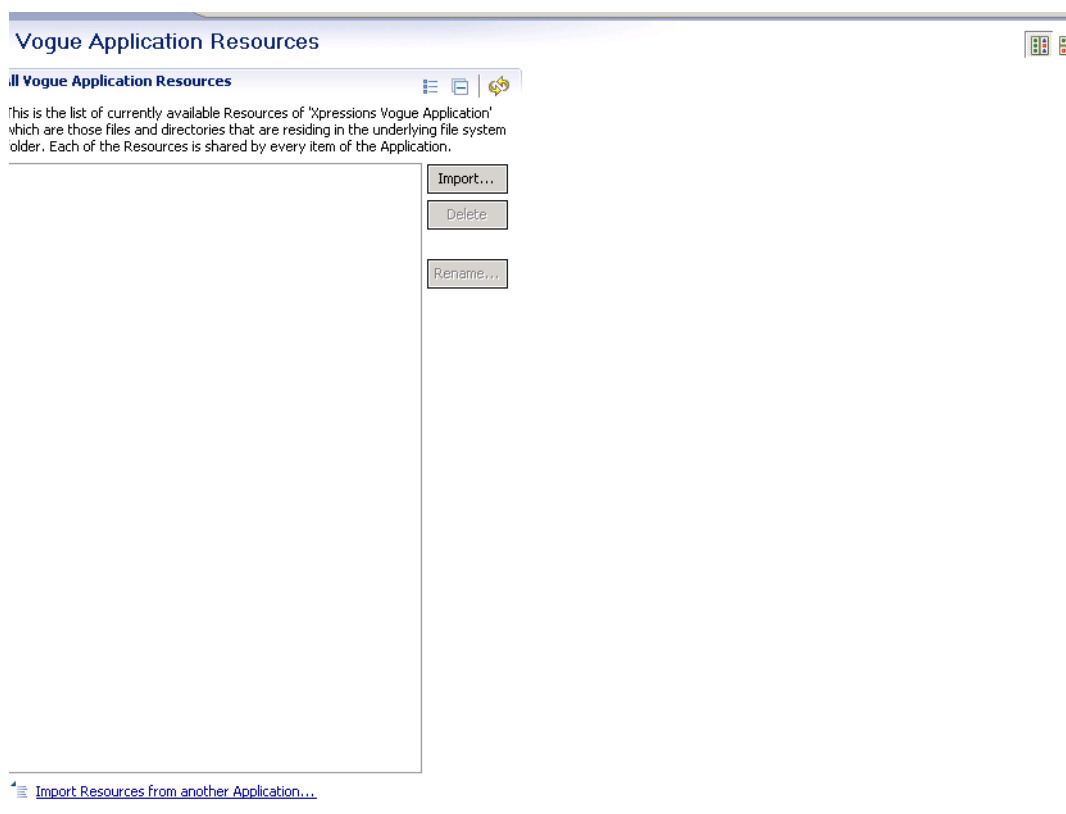 Vogue Application Resources
ll Vogue Application Resources
This is the list of currently available Resources of 'Xpressions Vogue Application'
which are those files and directories that are residing in the underlying file system
folder. Each of the Resources is shared by every item of the Application.
Import...
Delete
Rename...
Import Resources from another Application...